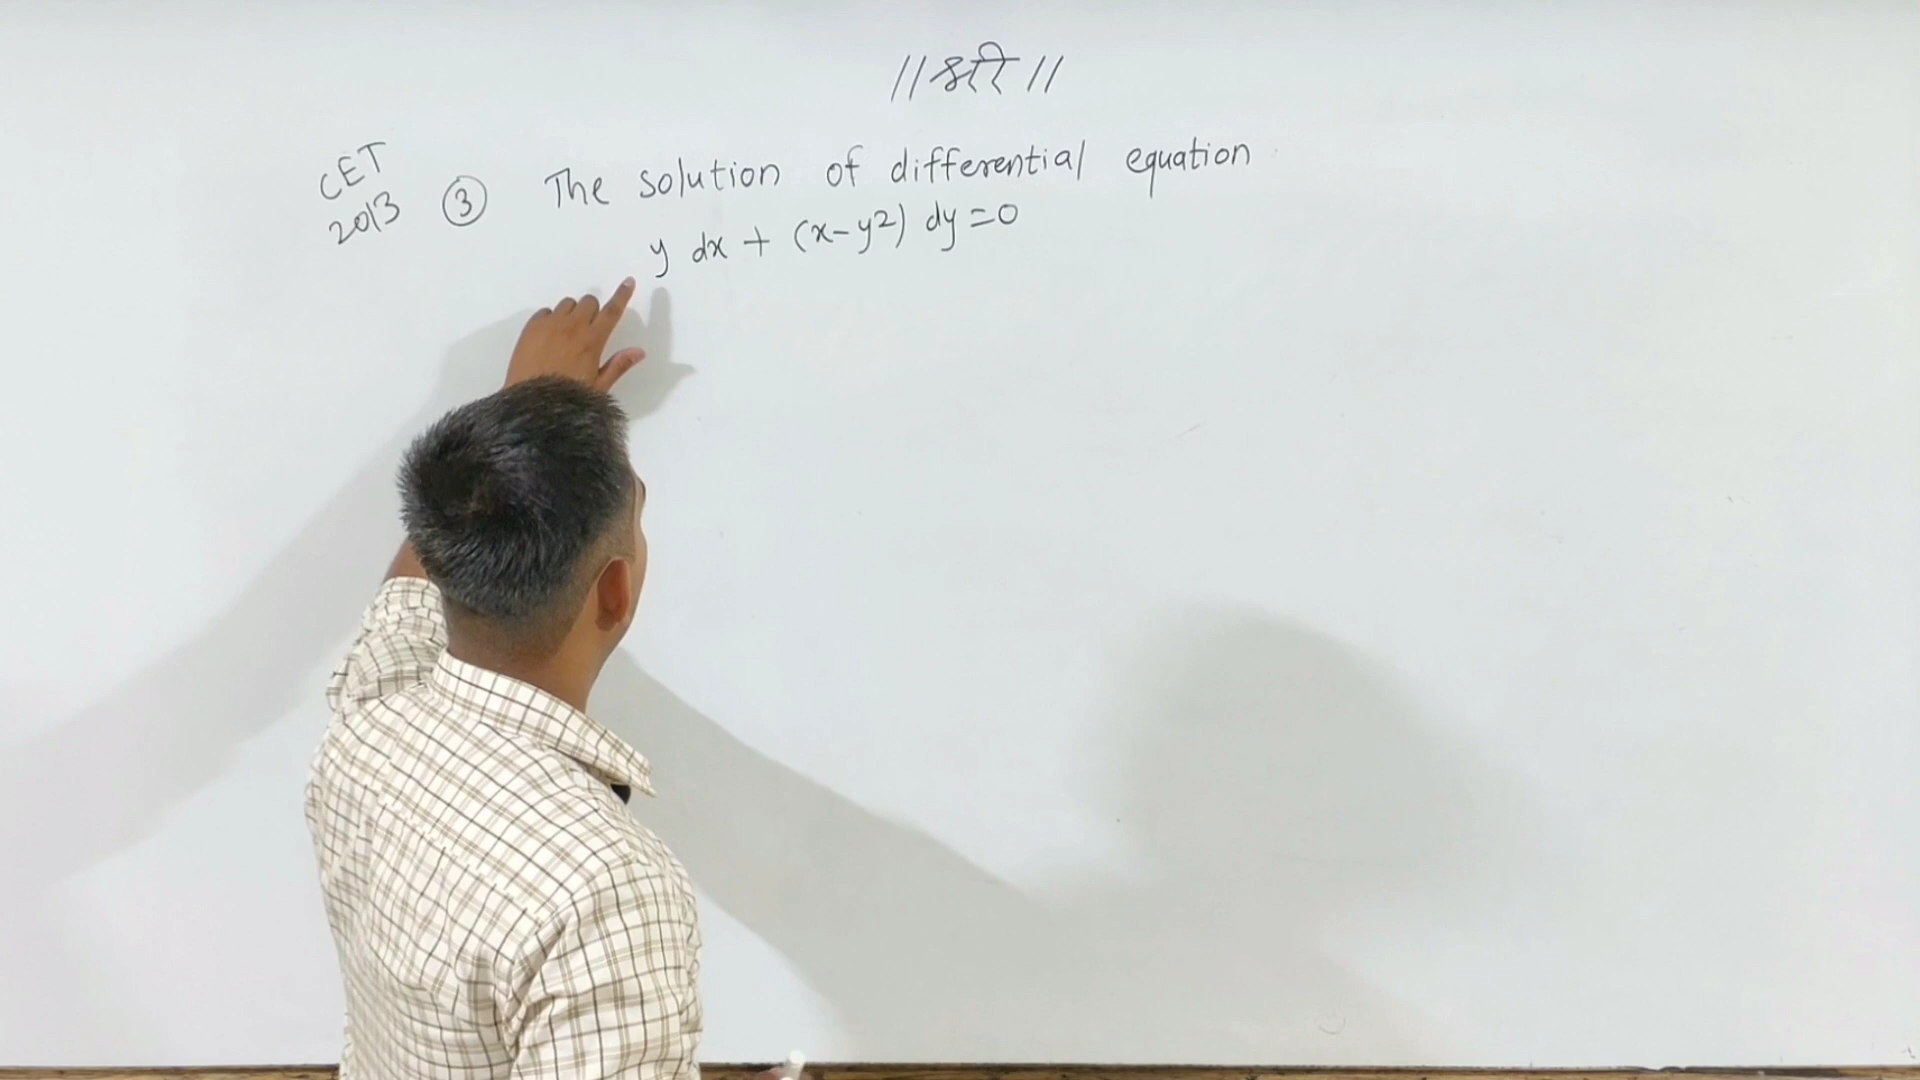 ॥ श्री ॥
CET
2013
③ The solution of differential equation
y dx + (x-y2) dy =0